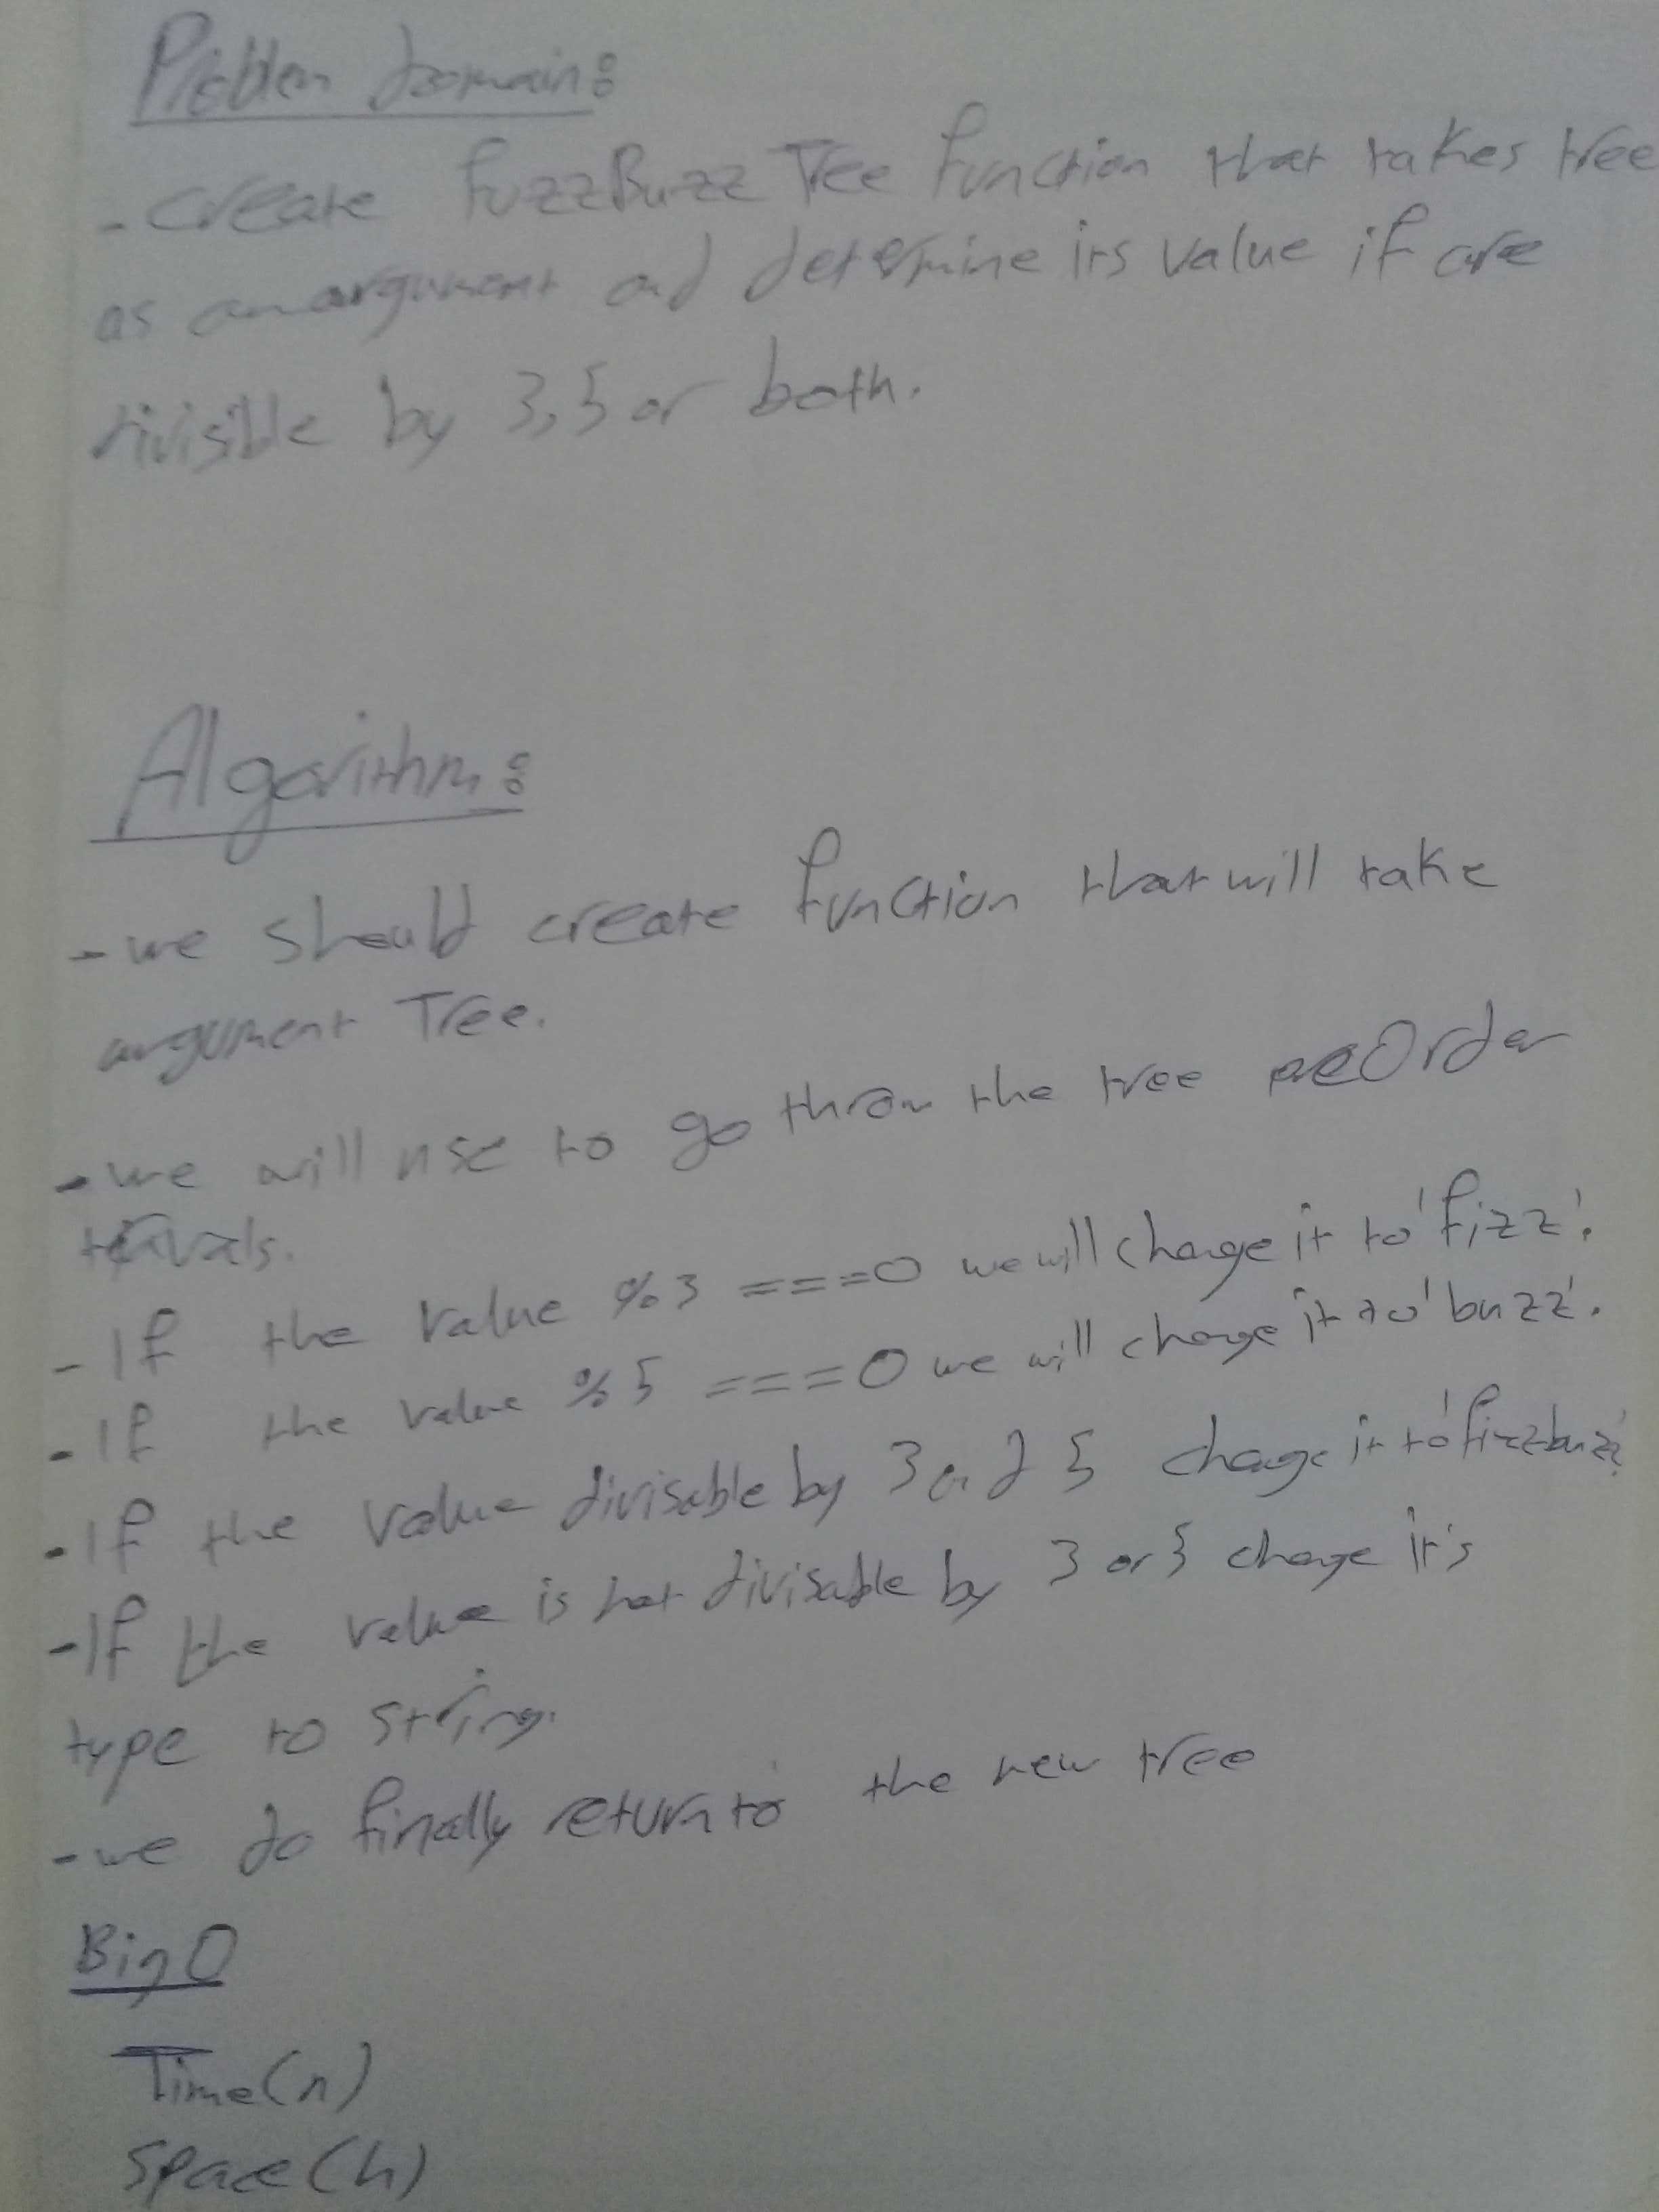 Problem domain:
- create FuzzBuzzTree function that takes tree
as an argument and determine its value if are
divisible by 3,5 or both.
Algorithm:
- we should create function that will take
argument Tree.
- we will use to go throw the tree preOrder
- If the value %3 ===0 we will change it to 'fizz'.
- If the value %5 ===0 we will change it to 'buzz'.
- If the value divisable by 3 and 5 change it to 'fizzbuzz'
- If the value is not divisable by 3 or 5 change it's
type to string.
- we do finally return to the new tree
Big O
Time(n)
Space(h)